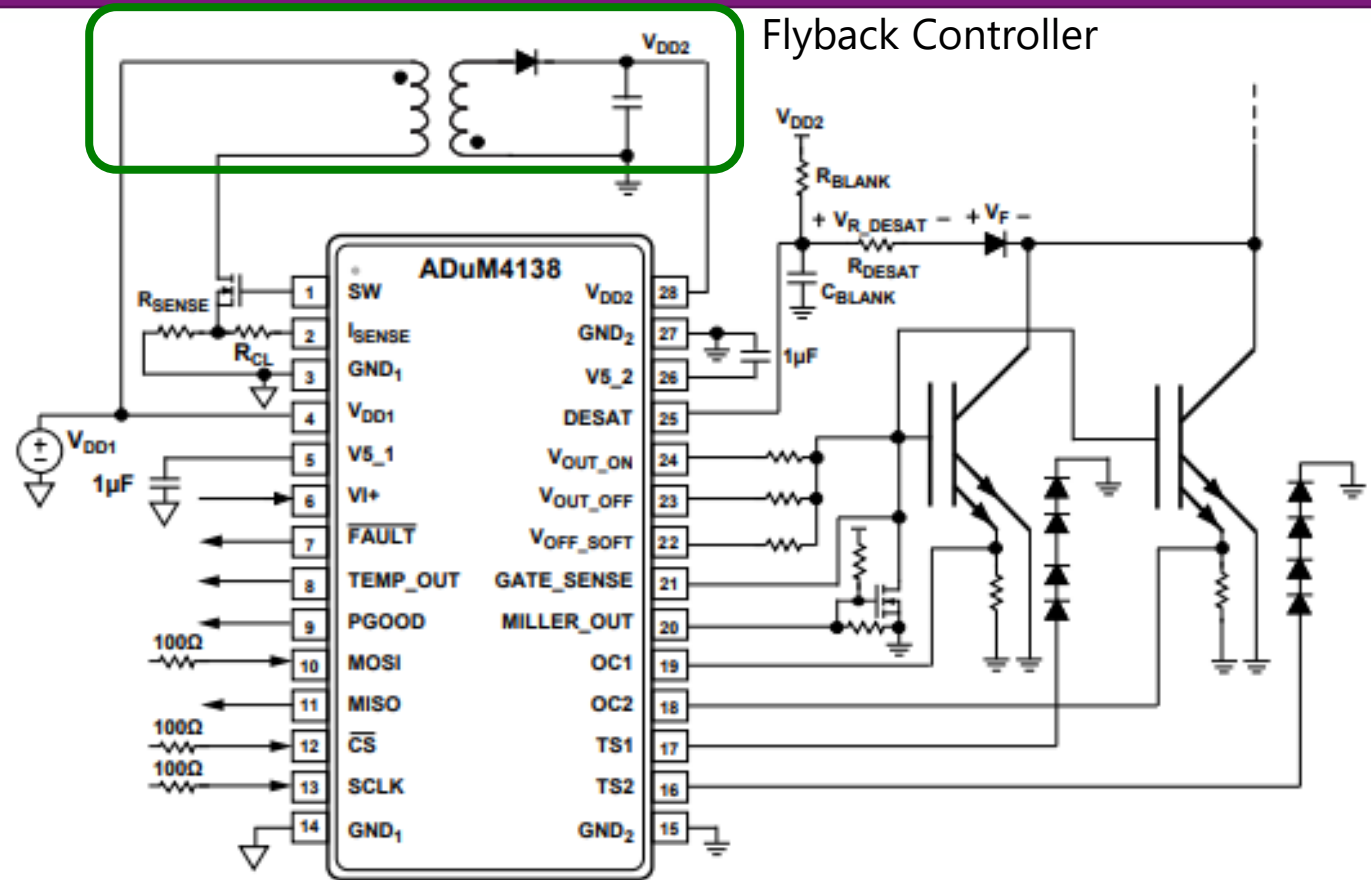 Flyback Controller
VDD2
VDD2
RBLANK
+ VR_DESAT - + VF -
RDESAT
CBLANK
ADuM4138
RSENSE
RCL
VDD1
+
−
1µF
100Ω
100Ω
100Ω
1 SW
2 ISENSE
3 GND1
4 VDD1
5 V5_1
6 VI+
7 FAULT
8 TEMP_OUT
9 PGOOD
10 MOSI
11 MISO
12 CS
13 SCLK
14 GND1
VDD2 28
GND2 27
V5_2 26
DESAT 25
VOUT_ON 24
VOUT_OFF 23
VOFF_SOFT 22
GATE_SENSE 21
MILLER_OUT 20
OC1 19
OC2 18
TS1 17
TS2 16
GND2 15
1µF